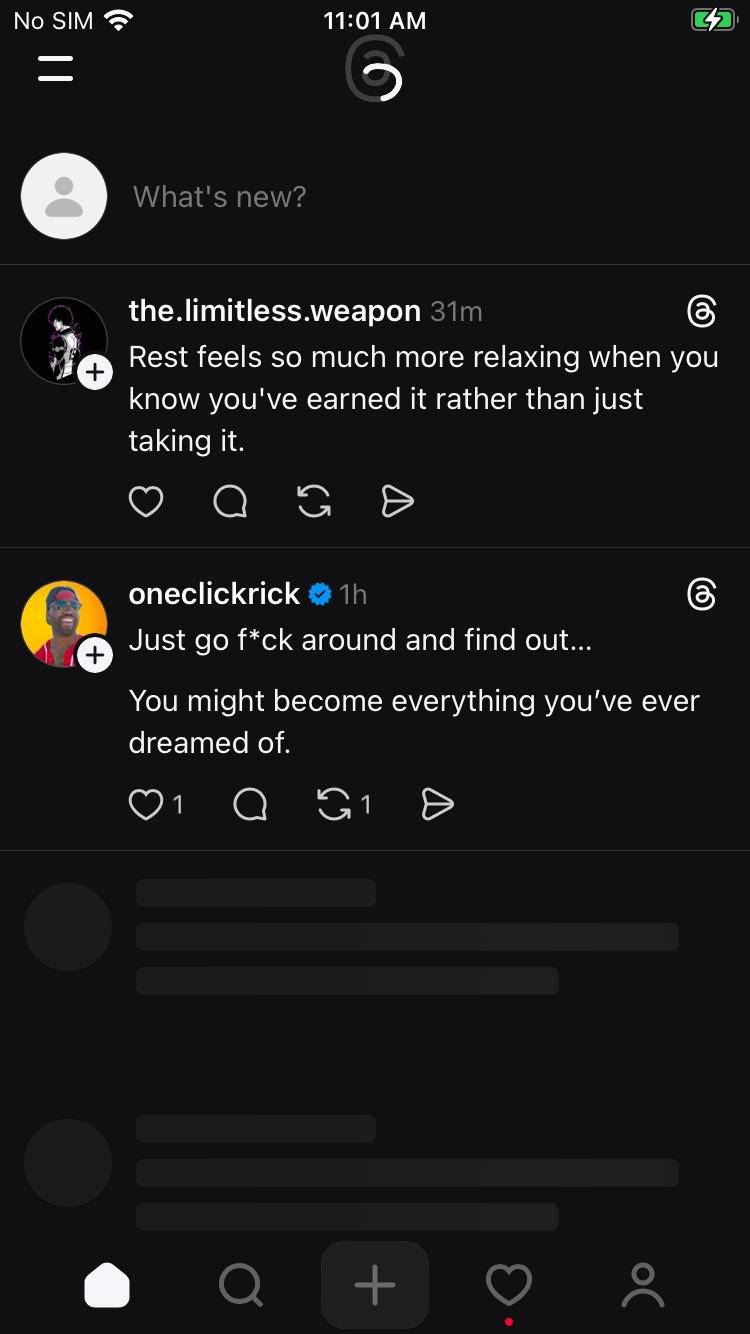 No SIM 11:01 AM
What's new?
the.limitless.weapon 31m
Rest feels so much more relaxing when you
know you've earned it rather than just
taking it.
oneclickrick 1h
Just go f*ck around and find out...
You might become everything you’ve ever
dreamed of.
1 1